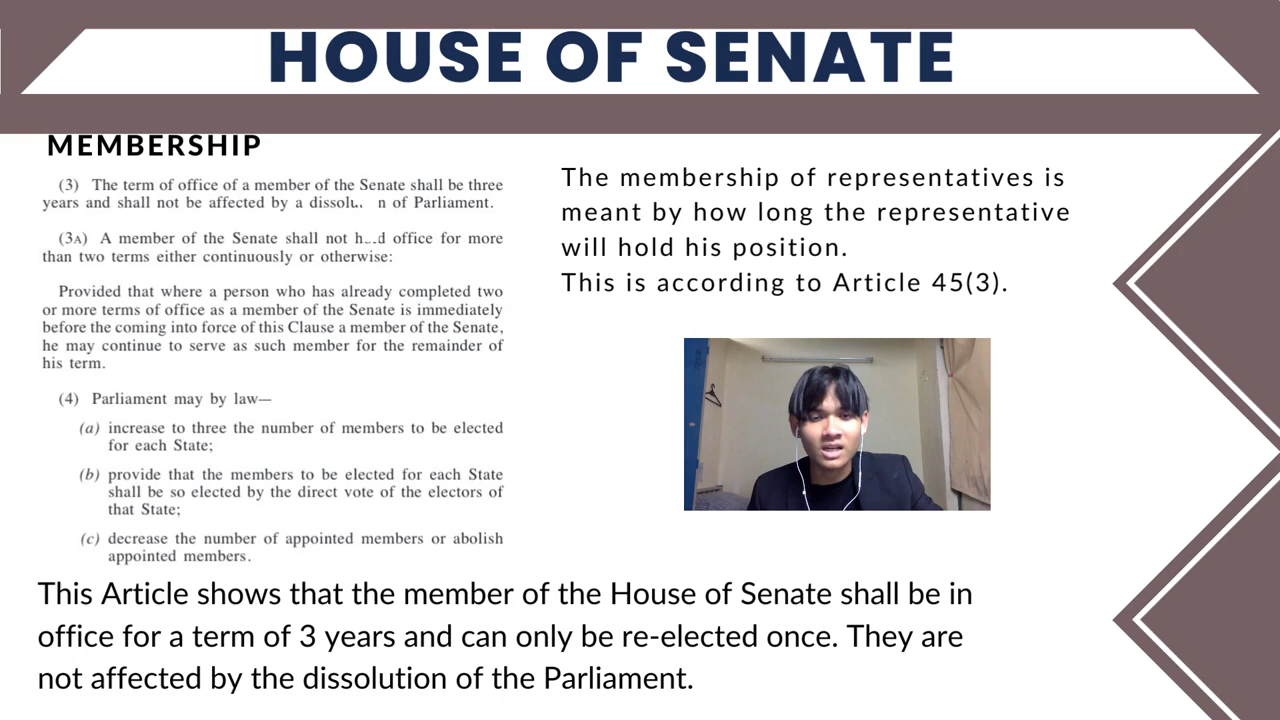 HOUSE OF SENATE
MEMBERSHIP
(3) The term of office of a member of the Senate shall be three
years and shall not be affected by a n of Parliament.
(3A) A member of the Senate shall not office for more
than two terms either continuously or otherwise:
Provided that where a person who has already completed two
or more terms of office as a member of the Senate is immediately
before the coming into force of this Clause a member of the Senate,
he may continue to serve as such member for the remainder of
his term.
(4) Parliament may by law—
(a) increase to three the number of members to be elected
for each State;
(b) provide that the members to be elected for each State
shall be so elected by the direct vote of the electors of
that State;
(c) decrease the number of appointed members or abolish
appointed members.
The membership of representatives is
meant by how long the representative
will hold his position.
This is according to Article 45(3).
This Article shows that the member of the House of Senate shall be in
office for a term of 3 years and can only be re-elected once. They are
not affected by the dissolution of the Parliament.